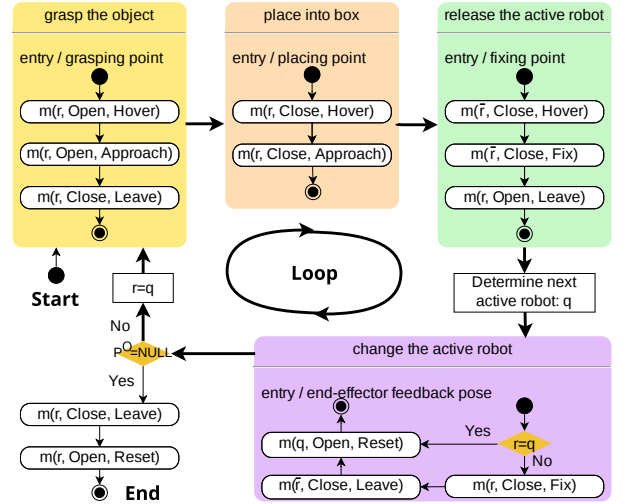 grasp the object
entry / grasping point
m(r, Open, Hover)
m(r, Open, Approach)
m(r, Close, Leave)
place into box
entry / placing point
m(r, Close, Hover)
m(r, Close, Approach)
release the active robot
entry / fixing point
m(r̄, Close, Hover)
m(r̄, Close, Fix)
m(r, Open, Leave)
Start
r=q
Loop
Determine next
active robot: q
No
P^O=NULL
Yes
m(r, Close, Leave)
m(r, Open, Reset)
End
change the active robot
entry / end-effector feedback pose
Yes
r=q
No
m(q, Open, Reset)
m(r̄, Close, Leave)
m(r, Close, Fix)